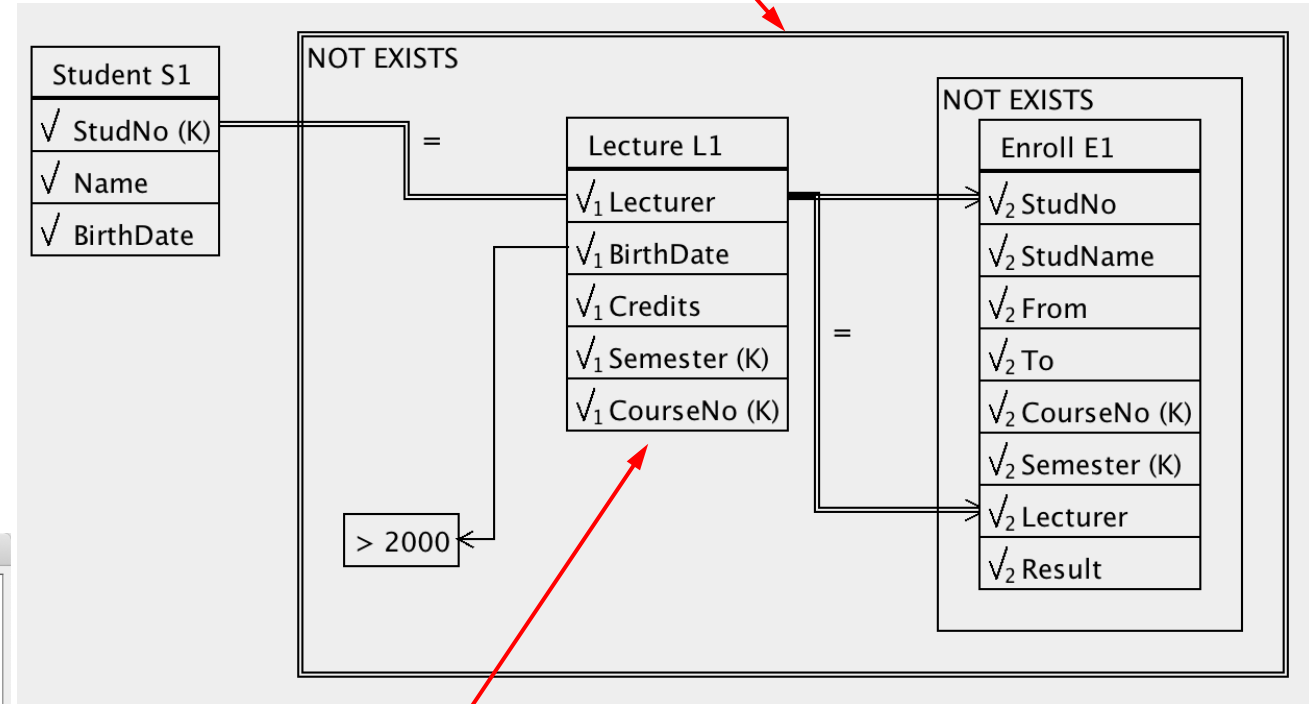 NOT EXISTS
Student S1
√ StudNo (K)
√ Name
√ BirthDate
=
Lecture L1
√1 Lecturer
√1 BirthDate
√1 Credits
√1 Semester (K)
√1 CourseNo (K)
> 2000
=
NOT EXISTS
Enroll E1
√2 StudNo
√2 StudName
√2 From
√2 To
√2 CourseNo (K)
√2 Semester (K)
√2 Lecturer
√2 Result